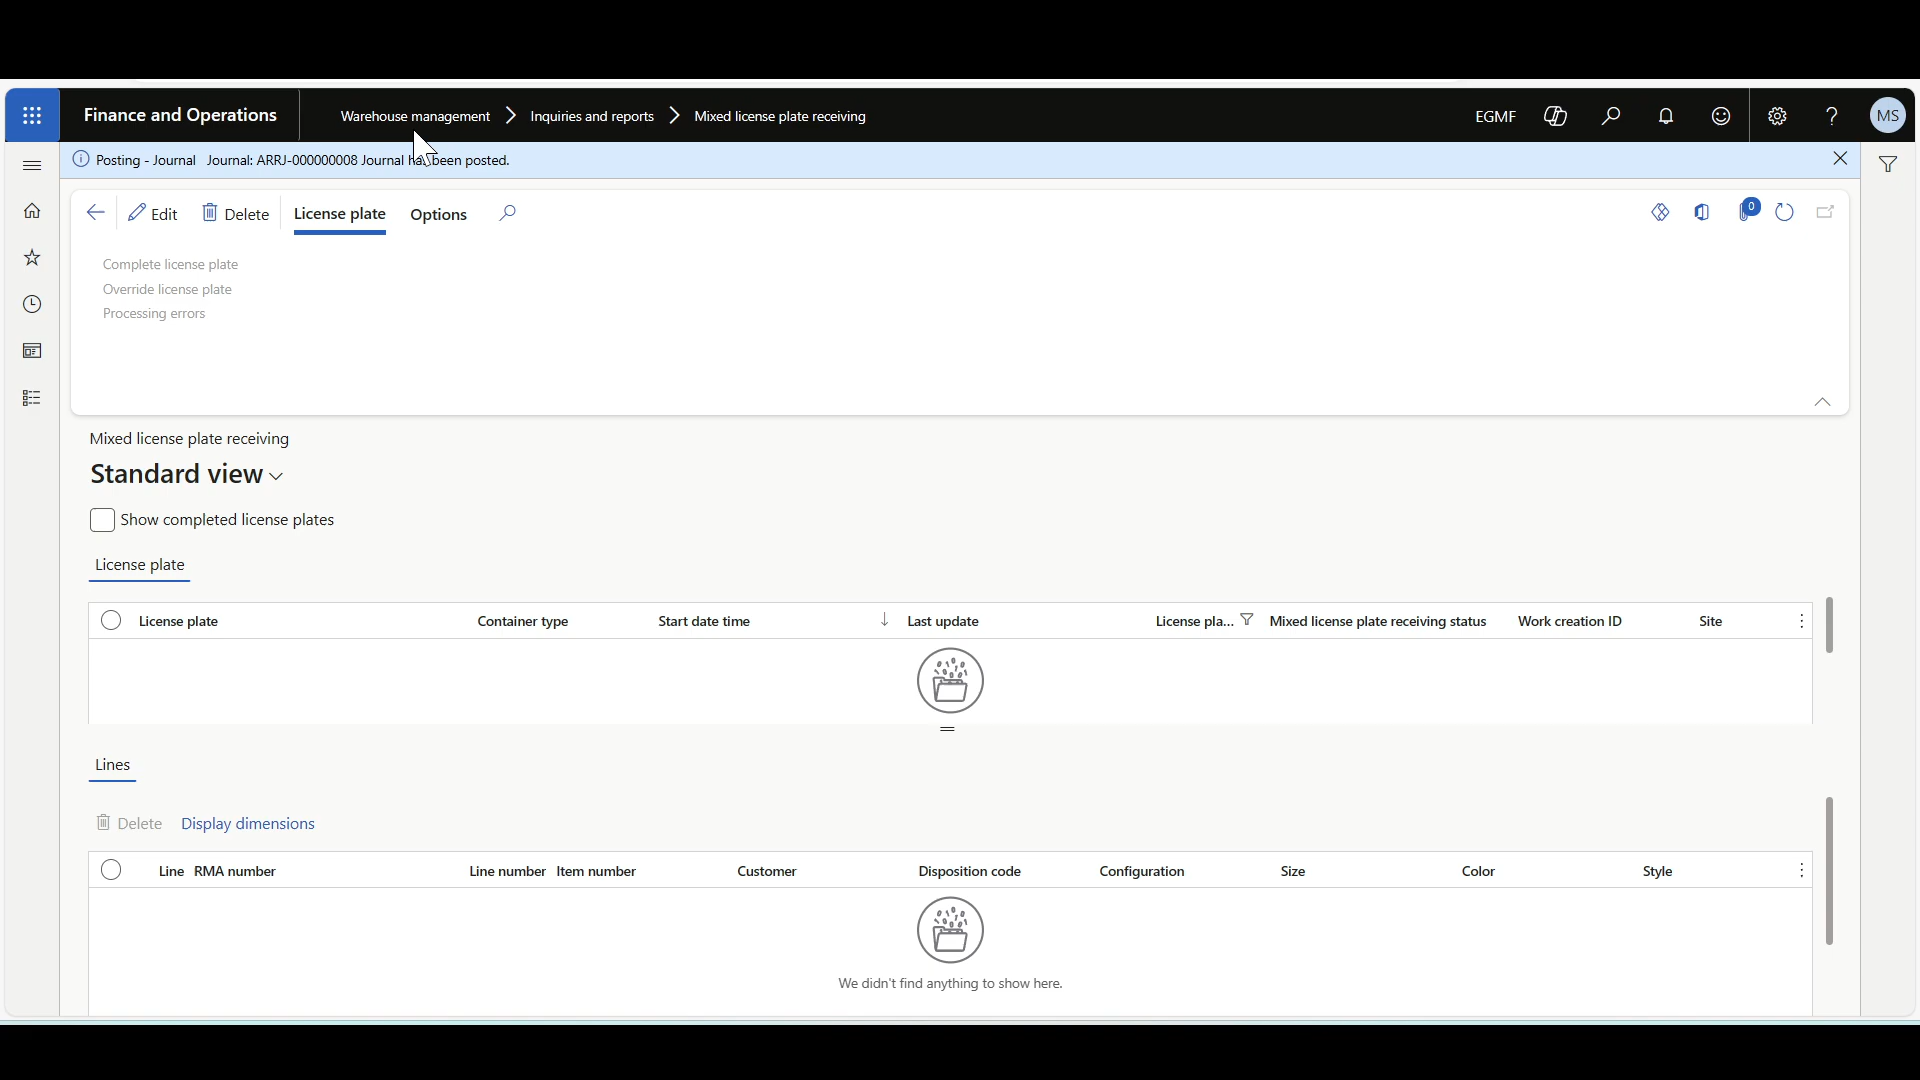 Finance and Operations
Warehouse management > Inquiries and reports > Mixed license plate receiving
EGMF
?
MS
Posting - Journal Journal: ARRJ-000000008 Journal has been posted.
Edit Delete License plate Options
0
Complete license plate
Override license plate
Processing errors
Mixed license plate receiving
Standard view
Show completed license plates
License plate
License plate Container type Start date time Last update License pla... Mixed license plate receiving status Work creation ID Site
Lines
Delete Display dimensions
Line RMA number Line number Item number Customer Disposition code Configuration Size Color Style
We didn't find anything to show here.